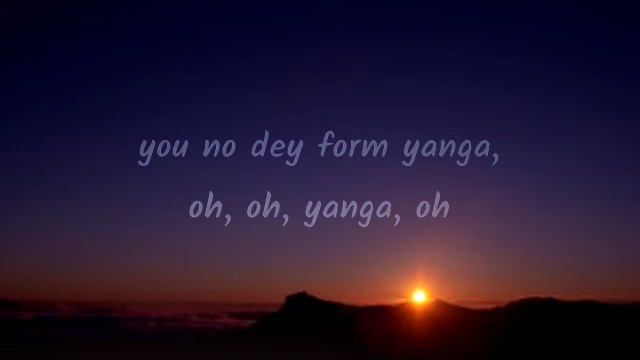 you no dey form yanga,
oh, oh, yanga, oh